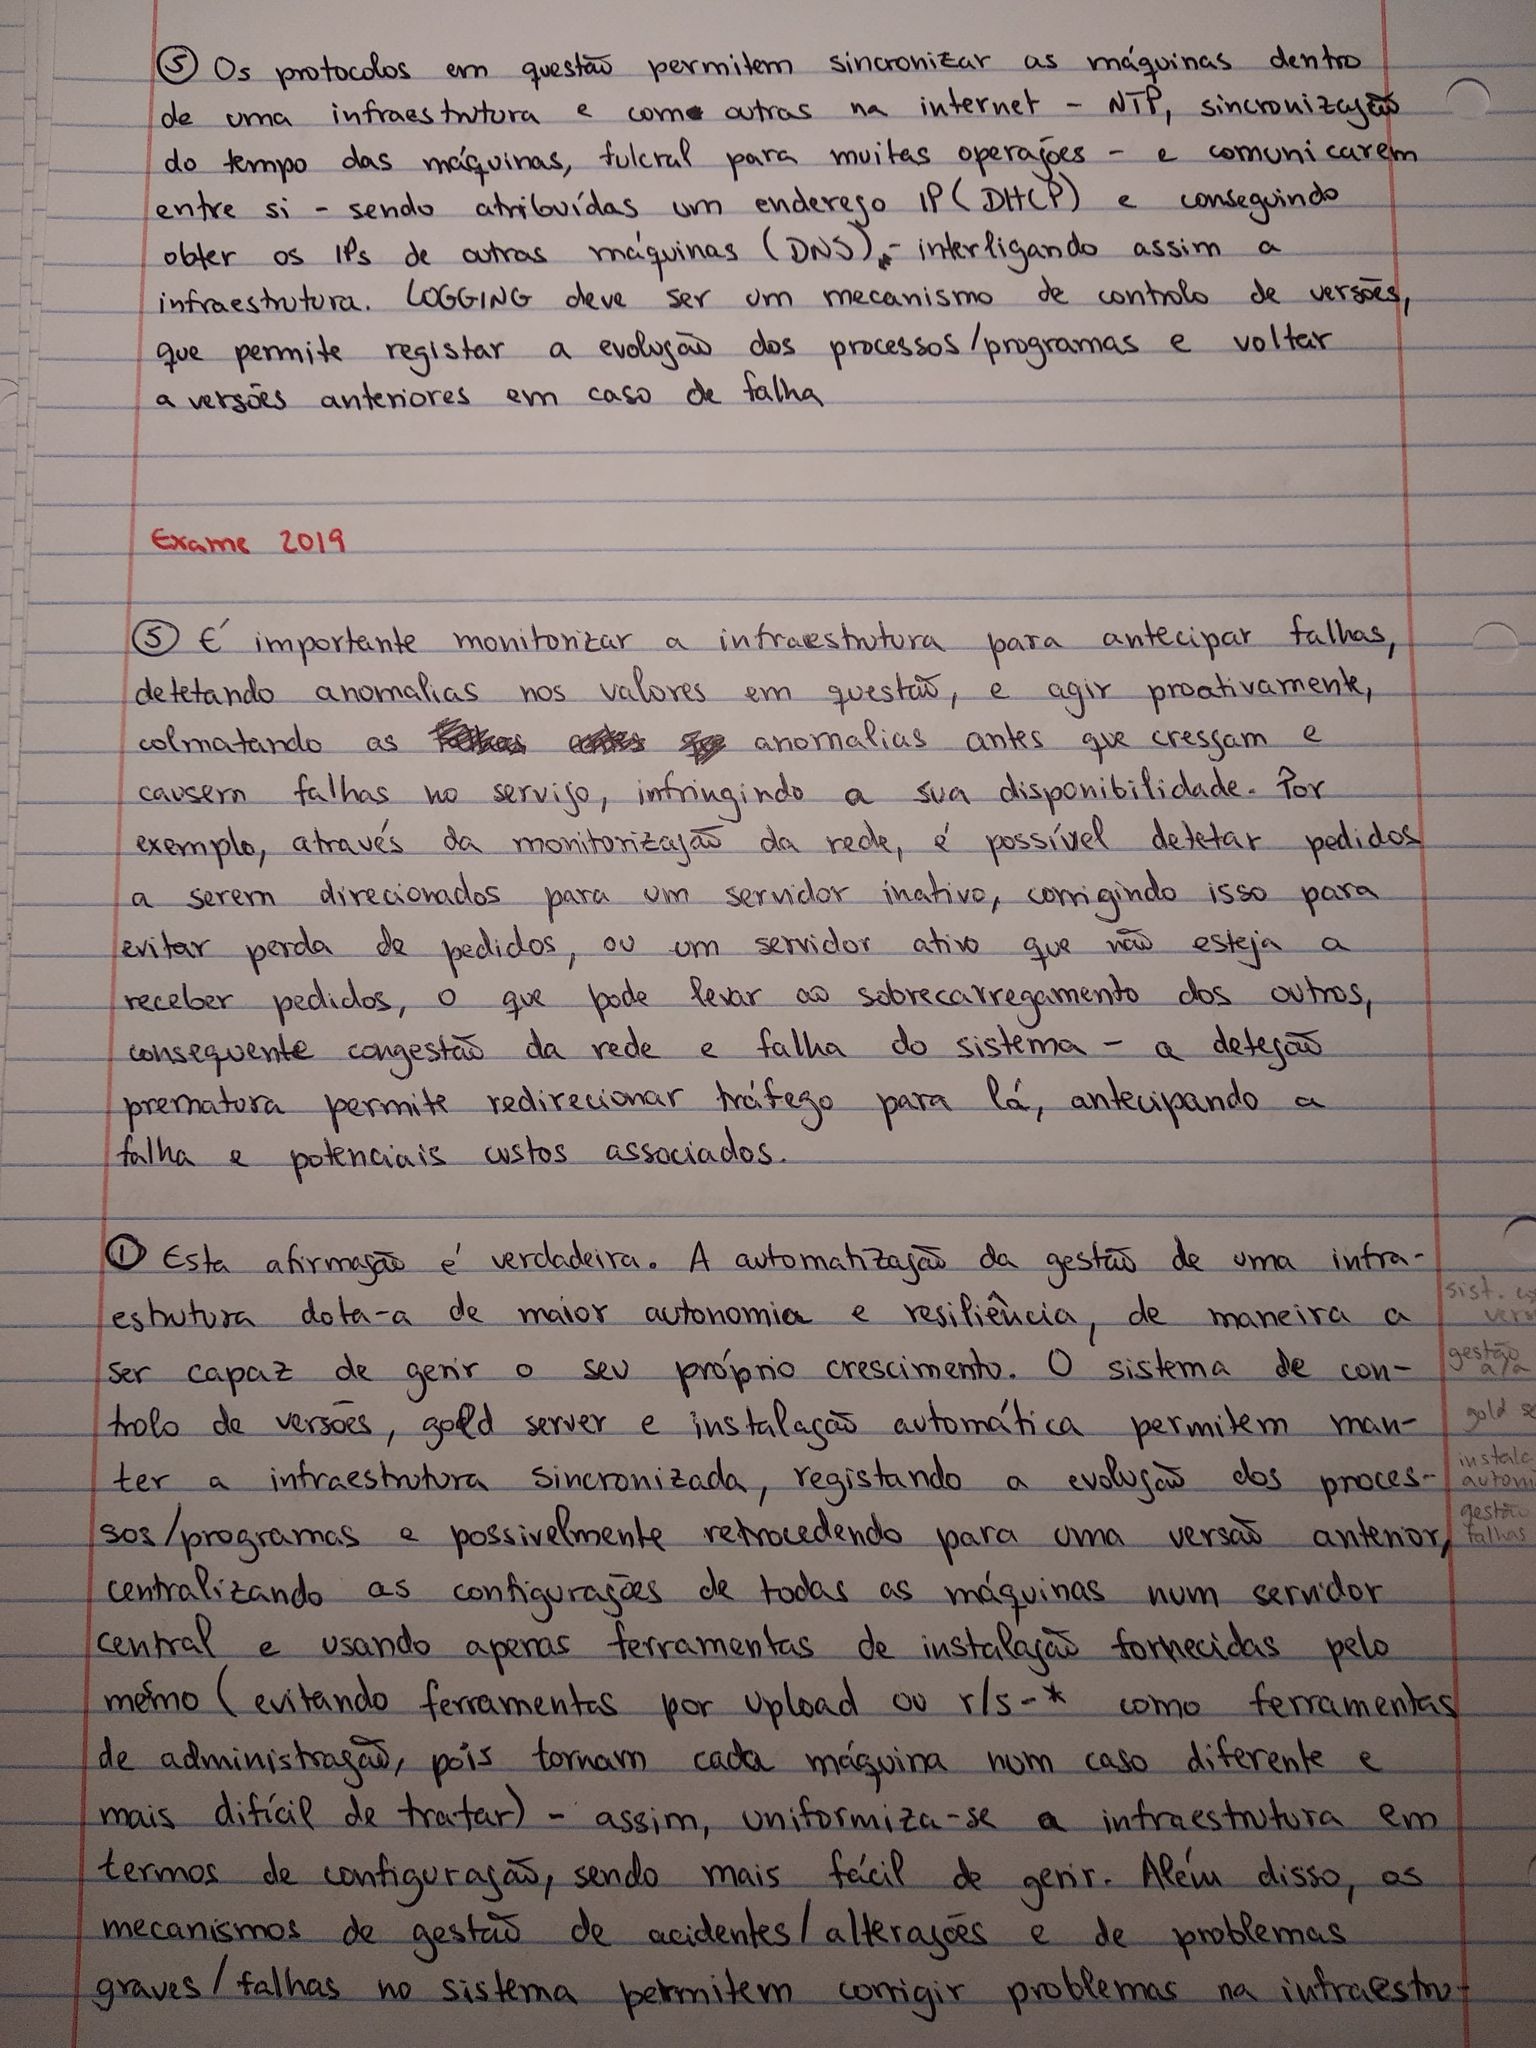 ⑤ Os protocolos em questão permitem sincronizar as máquinas dentro
de uma infraestrutura e com outras na internet - NTP, sincronização
do tempo das máquinas, fulcral para muitas operações - e comunicarem
entre si - sendo atribuídas um endereço IP (DHCP) e conseguindo
obter os IPs de outras máquinas (DNS) - interligando assim a
infraestrutura. LOGGING deve ser um mecanismo de controlo de versões,
que permite registar a evolução dos processos/programas e voltar
a versões anteriores em caso de falha
Exame 2019
⑤ É importante monitorizar a infraestrutura para antecipar falhas,
detetando anomalias nos valores em questão, e agir proativamente,
colmatando as anomalias antes que cresçam e
causem falhas no serviço, infringindo a sua disponibilidade. Por
exemplo, através da monitorização da rede, é possível detetar pedidos
a serem direcionados para um servidor inativo, corrigindo isso para
evitar perda de pedidos, ou um servidor ativo que não esteja a
receber pedidos, o que pode levar ao sobrecarregamento dos outros,
consequente congestão da rede e falha do sistema - a deteção
prematura permite redirecionar tráfego para lá, antecipando a
falha e potenciais custos associados.
① Esta afirmação é verdadeira. A automatização da gestão de uma infra-
estrutura dota-a de maior autonomia e resiliência, de maneira a
ser capaz de gerir o seu próprio crescimento. O sistema de con-
trolo de versões, gold server e instalação automática permitem man-
ter a infraestrutura sincronizada, registando a evolução dos proces-
sos/programas e possivelmente retrocedendo para uma versão anterior,
centralizando as configurações de todas as máquinas num servidor
central e usando apenas ferramentas de instalação fornecidas pelo
mesmo (evitando ferramentas por upload ou r/s-* como ferramentas
de administração, pois tornam cada máquina num caso diferente e
mais difícil de tratar) - assim, uniformiza-se a infraestrutura em
termos de configuração, sendo mais fácil de gerir. Além disso, os
mecanismos de gestão de acidentes/alterações e de problemas
graves/falhas no sistema permitem corrigir problemas na infraestru-
sist.
gestão
a/a
gold
gestão
falhas